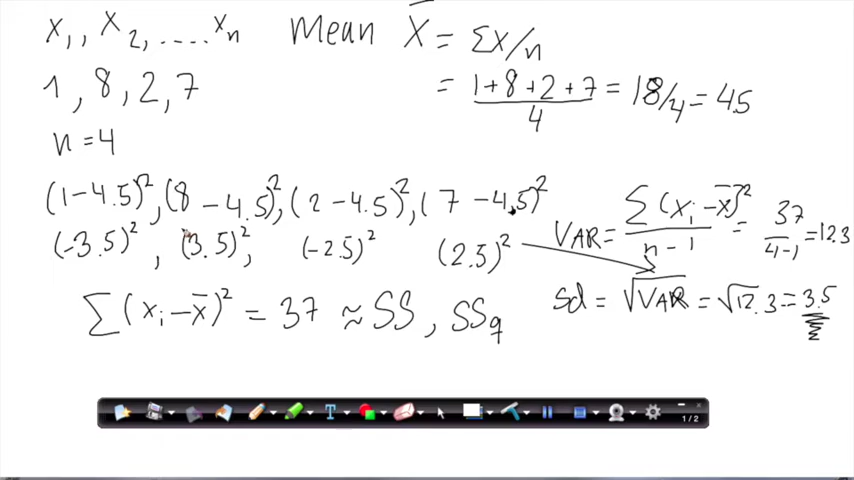 x₁, X₂, ....xₙ Mean X̄ = Σx/n
1, 8, 2, 7 = 1+8+2+7/4 = 18/4 = 45
n=4
(1-4.5)², (8-4.5)², (2-4.5)², (7-4.5)²
VAR = Σ(xᵢ-x̄)²/n-1 = 37/4-1 = 12.3
(-3.5)², (3.5)², (-2.5)² (2.5)²
Σ(xᵢ-x̄)² = 37 ≈ SS, SSq
Sd = √VAR = √12.3 = 3.5
T
1/2